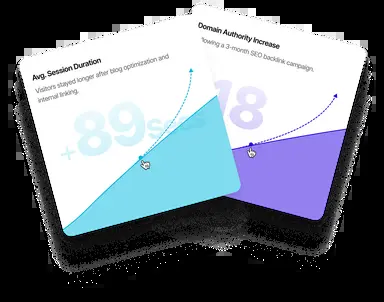 Avg. Session Duration
Visitors stayed longer after blog optimization and
internal linking.
+89secs
Domain Authority Increase
llowing a 3-month SEO backlink campaign.
18